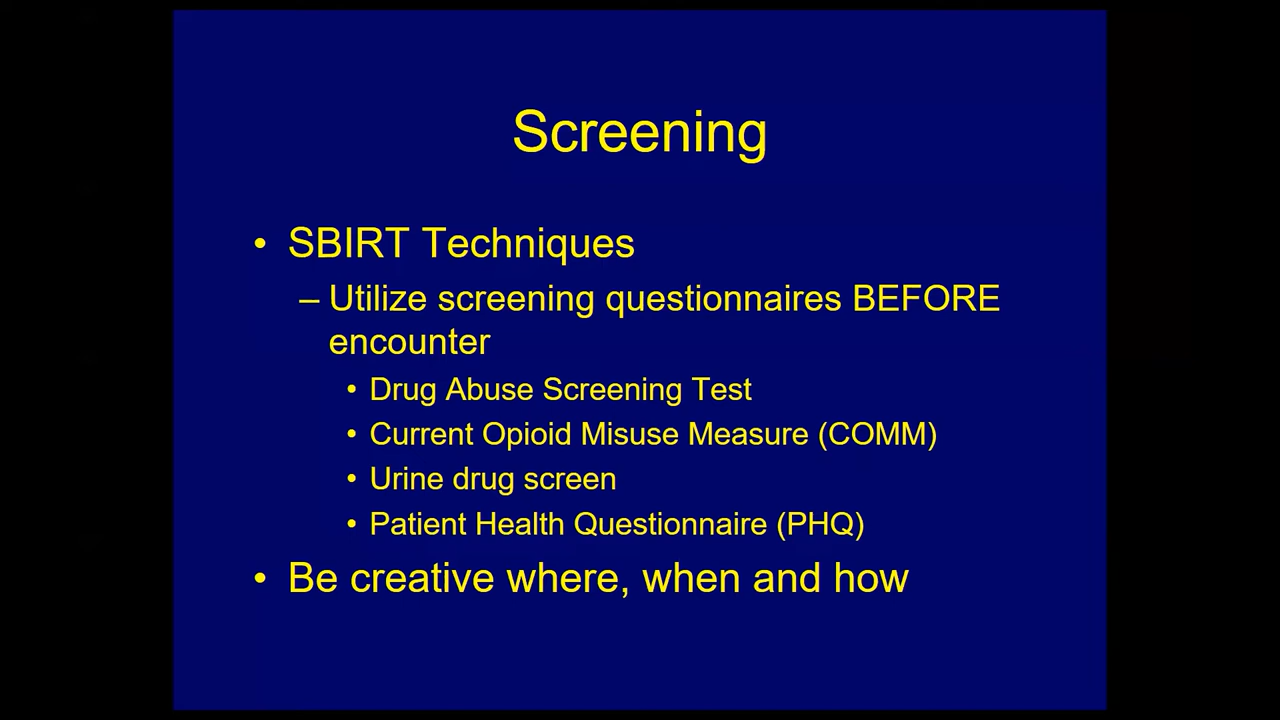 Screening
• SBIRT Techniques
– Utilize screening questionnaires BEFORE
encounter
• Drug Abuse Screening Test
• Current Opioid Misuse Measure (COMM)
• Urine drug screen
• Patient Health Questionnaire (PHQ)
• Be creative where, when and how